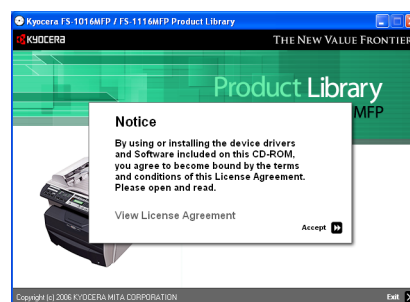 Kyocera FS-1016MFP / FS-1116MFP Product Library
KYOCERA
THE NEW VALUE FRONTIER
Product Library
MFP
Notice
By using or installing the device drivers
and Software included on this CD-ROM,
you agree to become bound by the terms
and conditions of this License Agreement.
Please open and read.
View License Agreement
Accept
Copyright (c) 2006 KYOCERA MITA CORPORATION
Exit